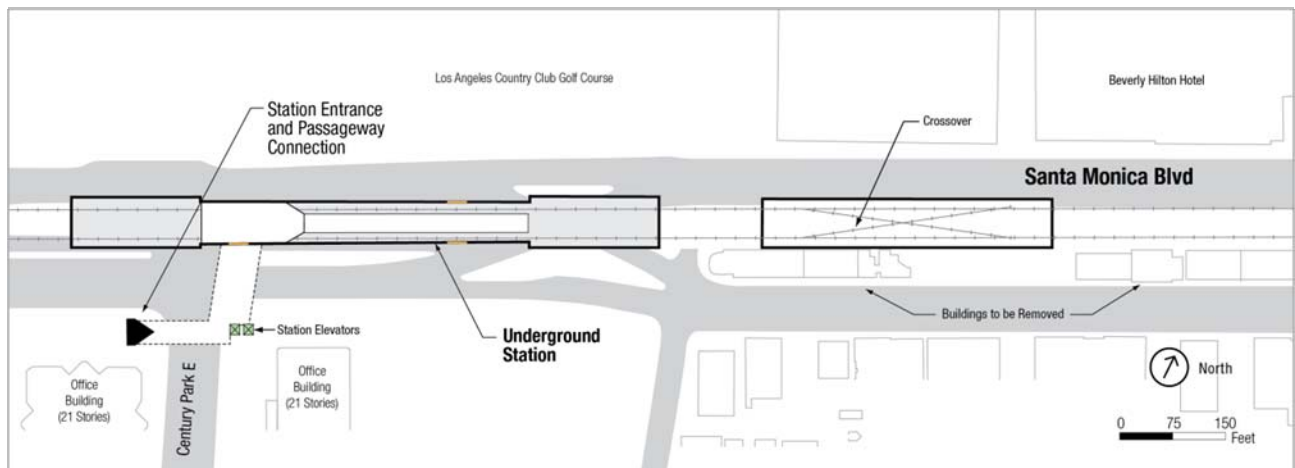 Los Angeles Country Club Golf Course
Beverly Hilton Hotel
Station Entrance
and Passageway
Connection
Crossover
Santa Monica Blvd
Station Elevators
Underground
Station
Buildings to be Removed
Office
Building
(21 Stories)
Century Park E
Office
Building
(21 Stories)
North
0 75 150
Feet